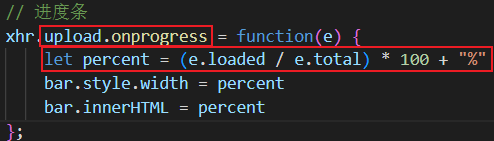 // 进度条
xhr.upload.onprogress = function(e) {
let percent = (e.loaded / e.total) * 100 + "%"
bar.style.width = percent
bar.innerHTML = percent
};